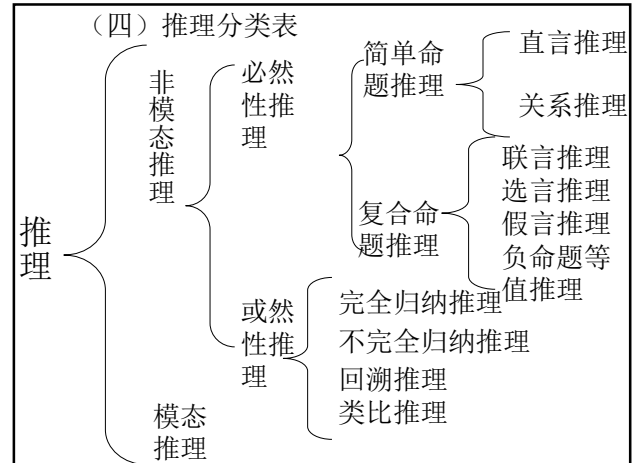 （四）推理分类表
推
理
非
模
态
推
理
必然
性推
理
简单命
题推理
直言推理
关系推理
复合命
题推理
联言推理
选言推理
假言推理
负命题等
值推理
或然
性推
理
完全归纳推理
不完全归纳推理
回溯推理
类比推理
模态
推理